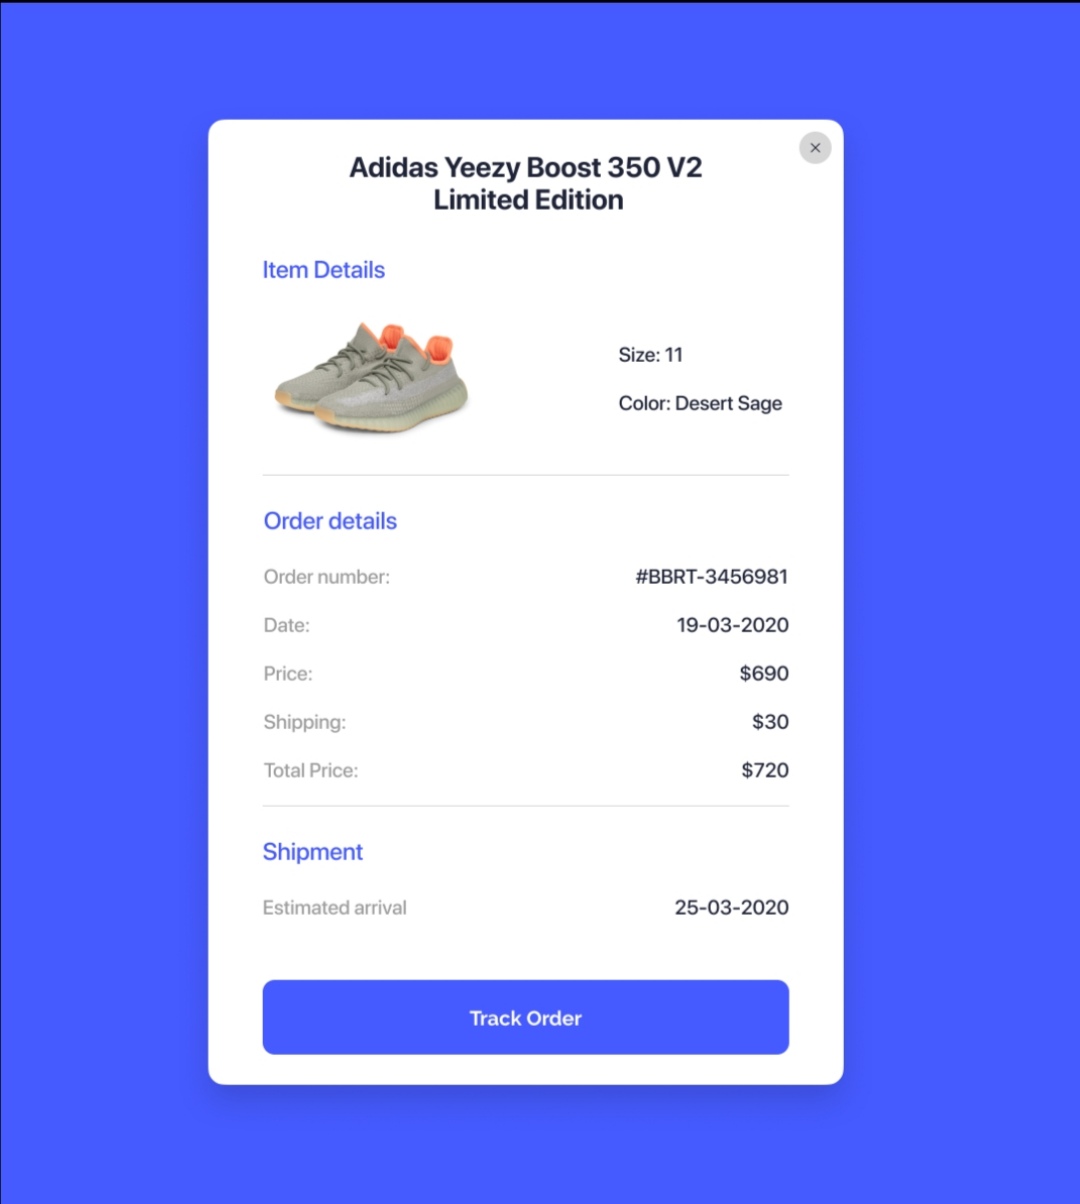 Adidas Yeezy Boost 350 V2
Limited Edition
Item Details
Size: 11
Color: Desert Sage
Order details
Order number: #BBRT-3456981
Date: 19-03-2020
Price: $690
Shipping: $30
Total Price: $720
Shipment
Estimated arrival 25-03-2020
Track Order